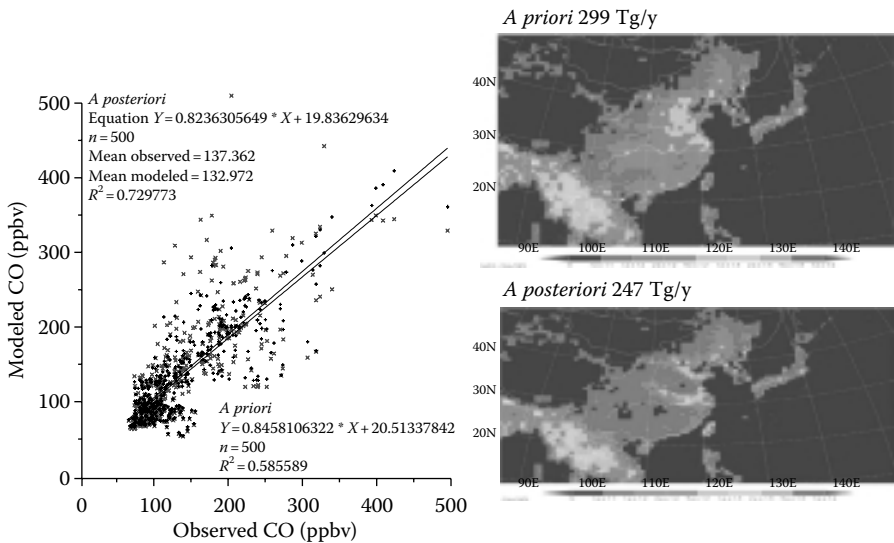 A posteriori
Equation Y = 0.8236305649 * X + 19.83629634
n = 500
Mean observed = 137.362
Mean modeled = 132.972
R² = 0.729773
A priori
Y = 0.8458106322 * X + 20.51337842
n = 500
R² = 0.585589
Modeled CO (ppbv)
500
400
300
200
100
0
0 100 200 300 400 500
Observed CO (ppbv)
A priori 299 Tg/y
40N
30N
20N
90E 100E 110E 120E 130E 140E
A posteriori 247 Tg/y
40N
30N
20N
90E 100E 110E 120E 130E 140E